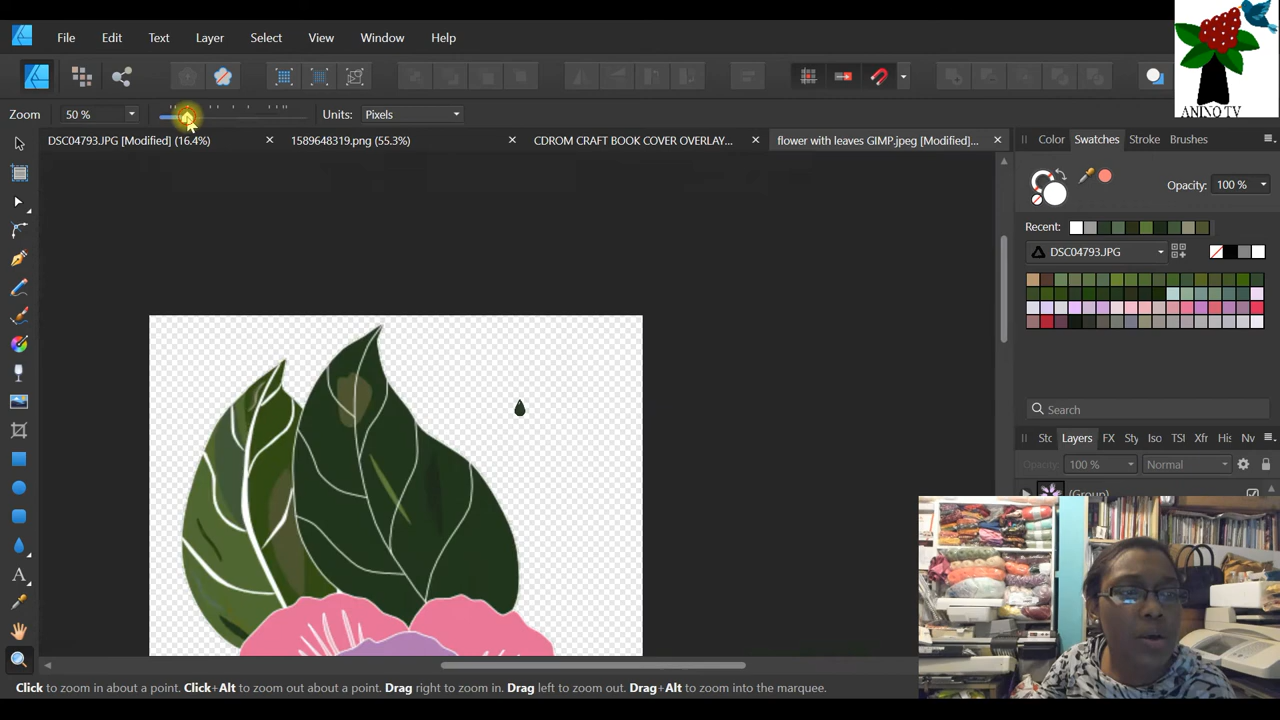 File Edit Text Layer Select View Window Help
ANINO TV
Zoom 50 % Units: Pixels
DSC04793.JPG [Modified] (16.4%) 1589648319.png (55.3%) CDROM CRAFT BOOK COVER OVERLAY... flower with leaves GIMP.jpeg [Modified]...
Color Swatches Stroke Brushes
Opacity: 100 %
Recent:
DSC04793.JPG
Search
Stc Layers FX Sty Iso TSI Xfr His Nv
Opacity: 100 % Normal
(Group)
A
Click to zoom in about a point. Click+Alt to zoom out about a point. Drag right to zoom in. Drag left to zoom out. Drag+Alt to zoom into the marquee.